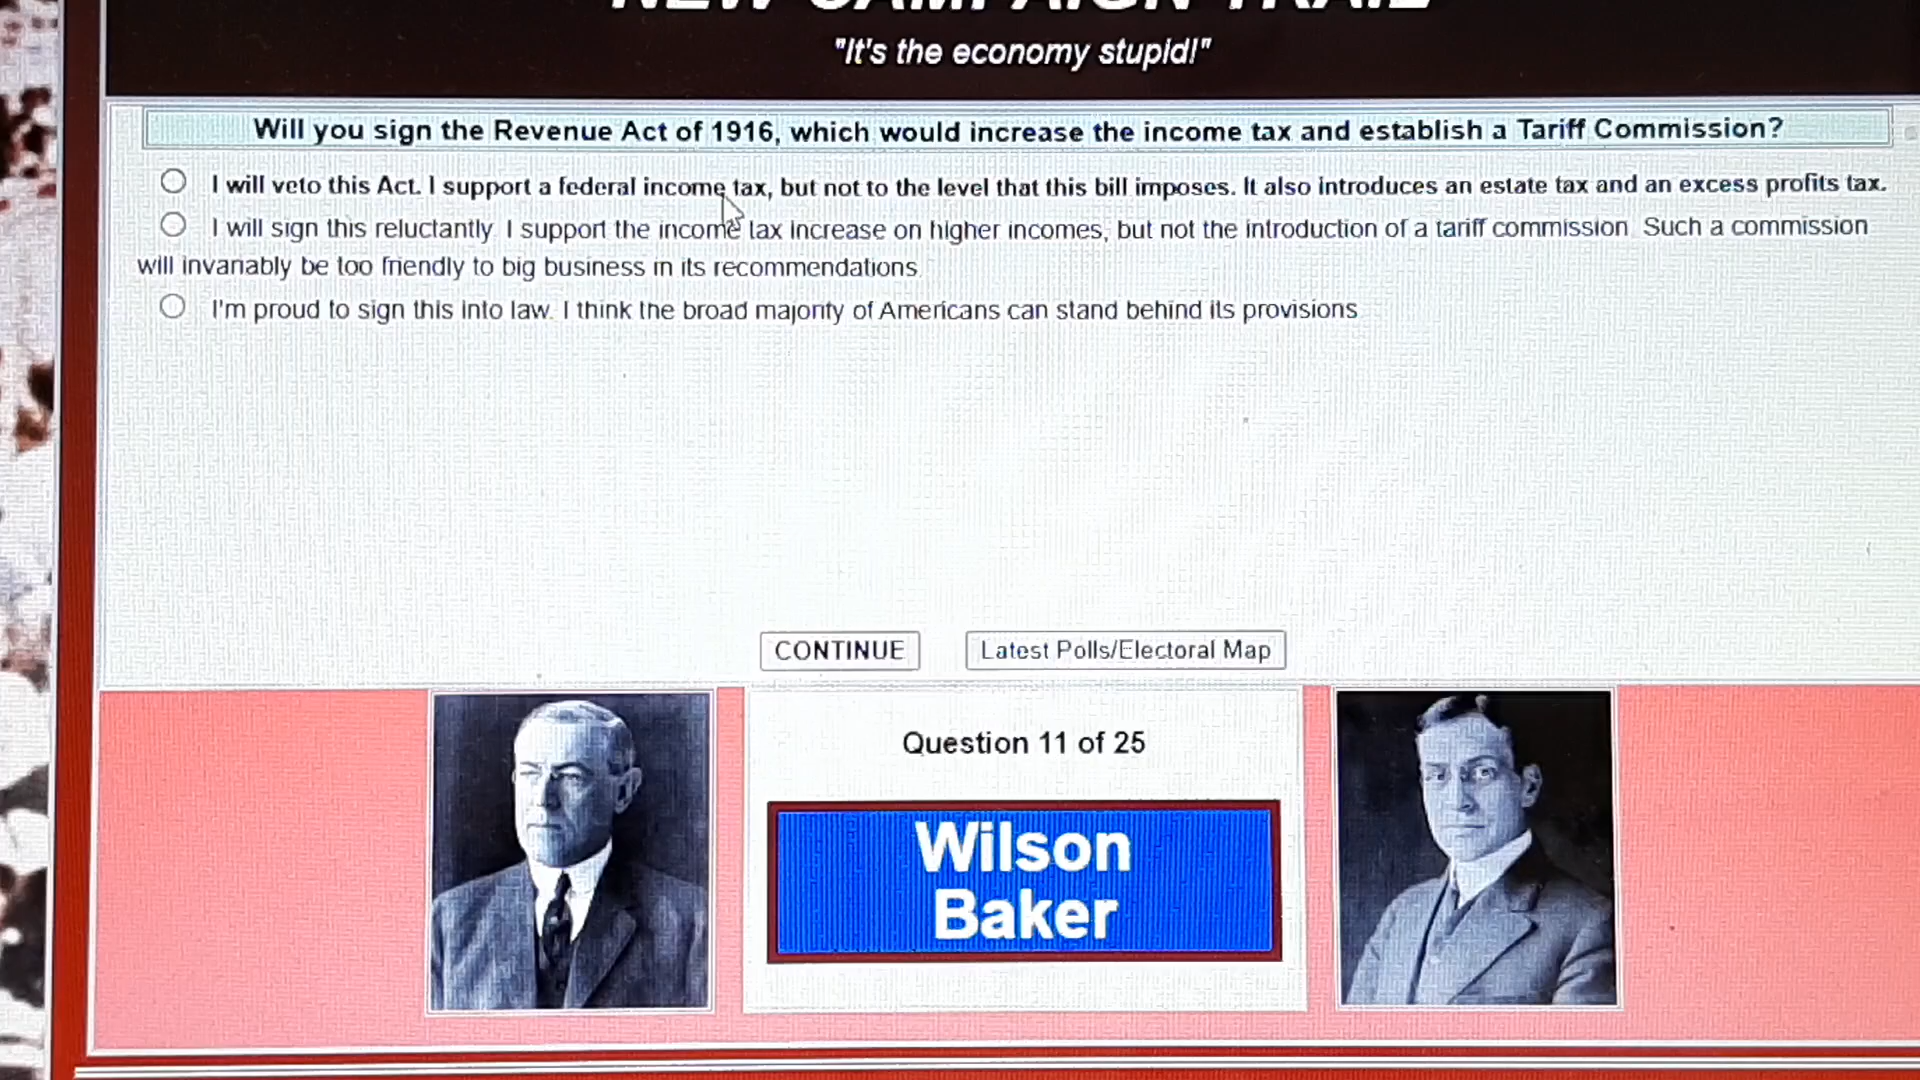 NEW CAMPAIGN TRAIL
"It's the economy stupid!"
Will you sign the Revenue Act of 1916, which would increase the income tax and establish a Tariff Commission?
I will veto this Act. I support a federal income tax, but not to the level that this bill imposes. It also introduces an estate tax and an excess profits tax.
I will sign this reluctantly. I support the income tax increase on higher incomes, but not the introduction of a tariff commission. Such a commission
will invariably be too friendly to big business in its recommendations.
I'm proud to sign this into law. I think the broad majority of Americans can stand behind its provisions.
CONTINUE
Latest Polls/Electoral Map
Question 11 of 25
Wilson
Baker